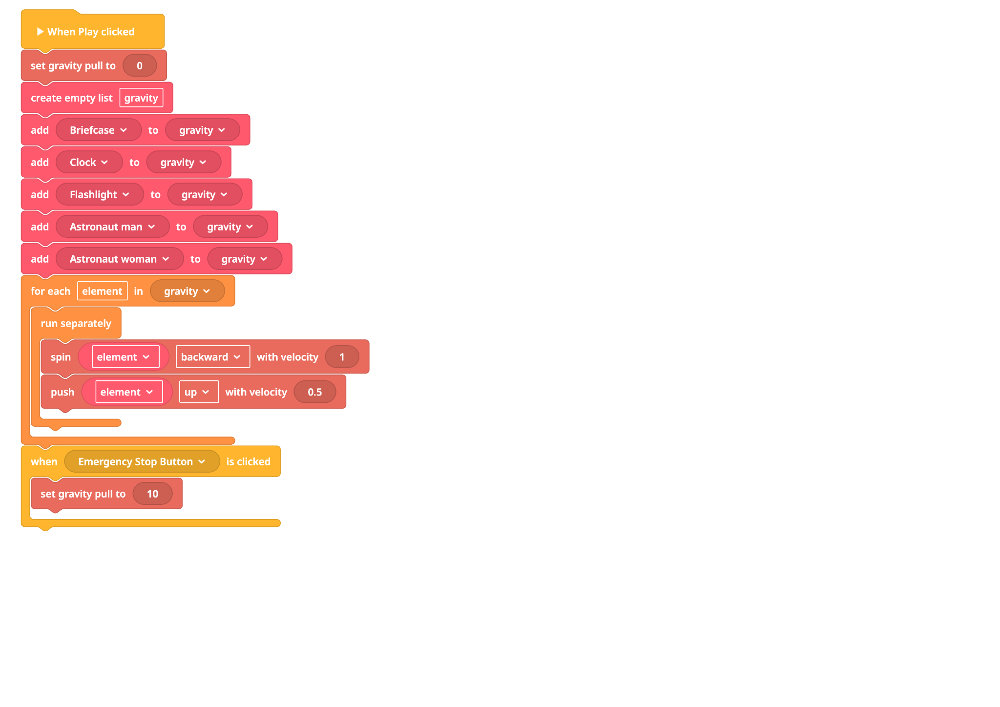 When Play clicked
set gravity pull to 0
create empty list gravity
add Briefcase to gravity
add Clock to gravity
add Flashlight to gravity
add Astronaut man to gravity
add Astronaut woman to gravity
for each element in gravity
run separately
spin element backward with velocity 1
push element up with velocity 0.5
when Emergency Stop Button is clicked
set gravity pull to 10